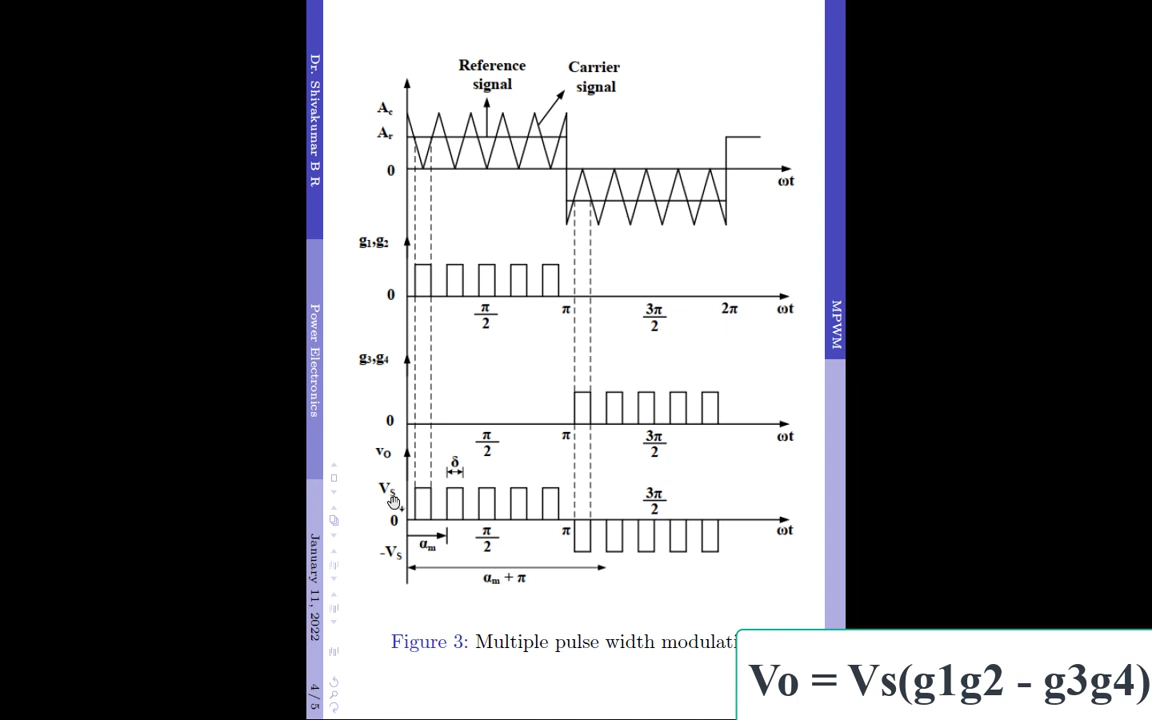 Dr. Shivakumar B R
Power Electronics
January 11, 2022
4 / 5
MPWM
Reference signal
Carrier signal
Ac
Ar
0
ωt
g₁,g₂
0
π/2
π
3π/2
2π
ωt
g₃,g₄
0
π/2
π
3π/2
ωt
vO
δ
VS
3π/2
0
αm
π/2
π
ωt
-VS
αm + π
Figure 3: Multiple pulse width modulati
Vo = Vs(g1g2 - g3g4)